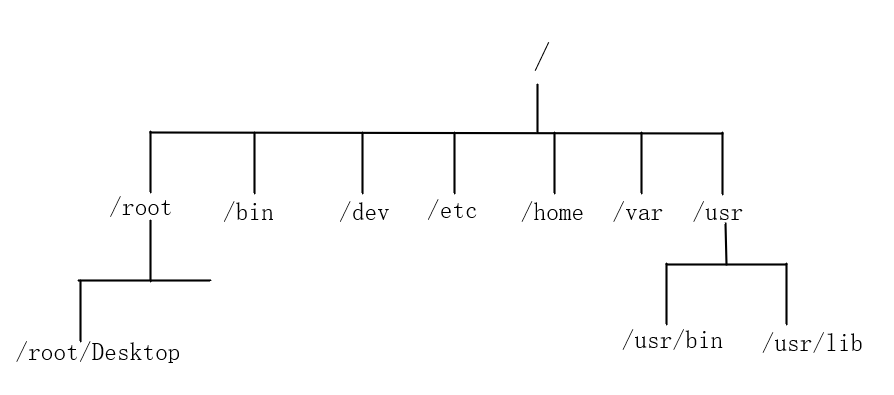 /
/root /bin /dev /etc /home /var /usr
/root/Desktop /usr/bin /usr/lib